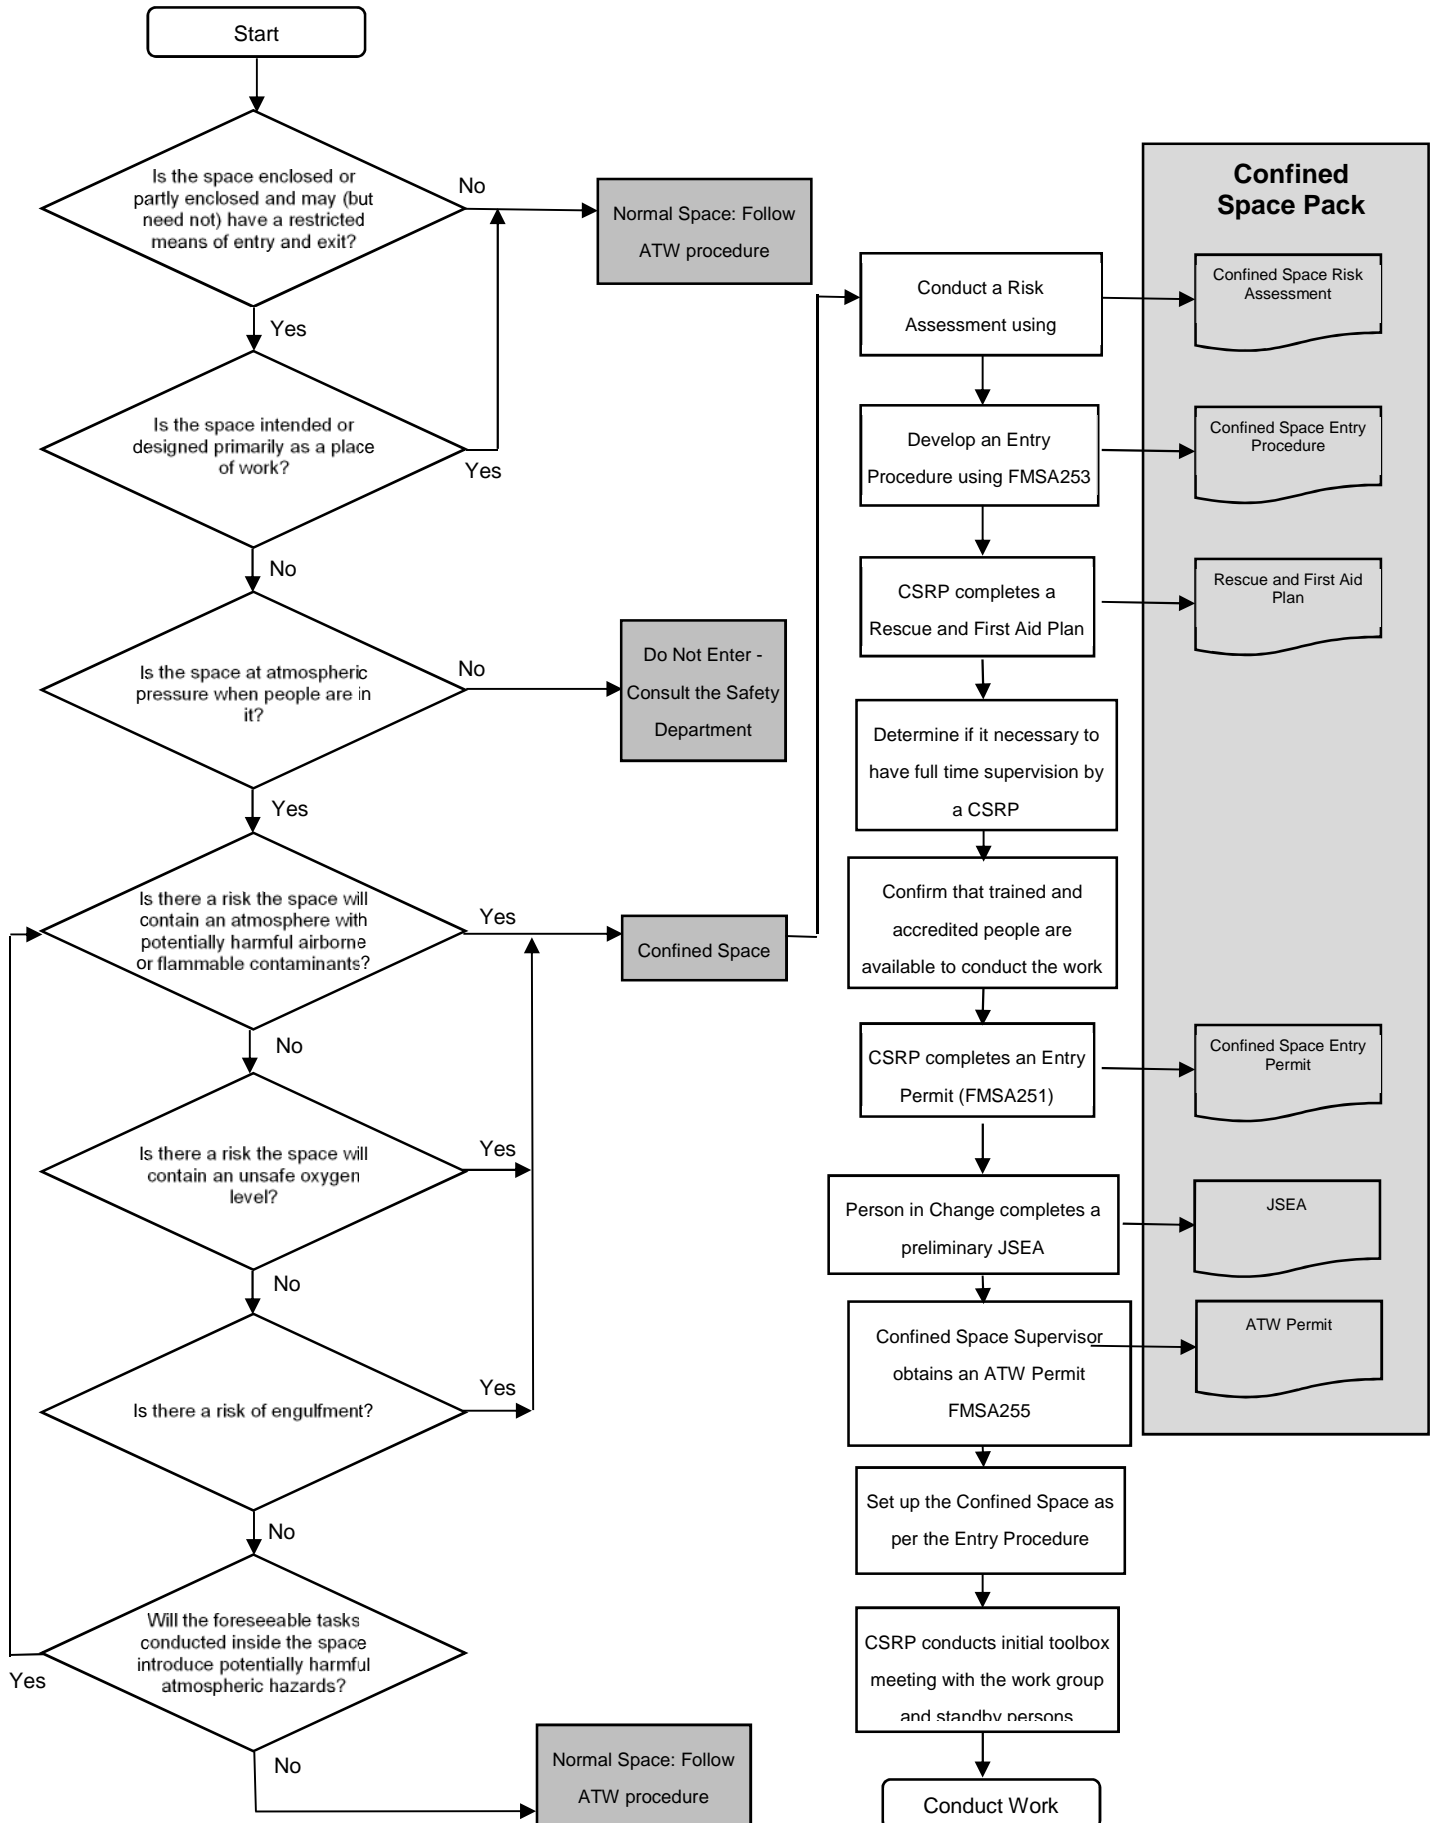 Start
Is the space enclosed or
partly enclosed and may (but
need not) have a restricted
means of entry and exit?
No
Normal Space: Follow
ATW procedure
Yes
Is the space intended or
designed primarily as a place
of work?
Yes
No
Is the space at atmospheric
pressure when people are in
it?
No
Do Not Enter -
Consult the Safety
Department
Yes
Is there a risk the space will
contain an atmosphere with
potentially harmful airborne
or flammable contaminants?
Yes
Confined Space
No
Is there a risk the space will
contain an unsafe oxygen
level?
Yes
No
Is there a risk of engulfment?
Yes
No
Will the foreseeable tasks
conducted inside the space
introduce potentially harmful
atmospheric hazards?
Yes
No
Normal Space: Follow
ATW procedure
Conduct a Risk
Assessment using
Develop an Entry
Procedure using FMSA253
CSRP completes a
Rescue and First Aid Plan
Determine if it necessary to
have full time supervision by
a CSRP
Confirm that trained and
accredited people are
available to conduct the work
CSRP completes an Entry
Permit (FMSA251)
Person in Change completes a
preliminary JSEA
Confined Space Supervisor
obtains an ATW Permit
FMSA255
Set up the Confined Space as
per the Entry Procedure
CSRP conducts initial toolbox
meeting with the work group
and standby persons
Conduct Work
Confined
Space Pack
Confined Space Risk
Assessment
Confined Space Entry
Procedure
Rescue and First Aid
Plan
Confined Space Entry
Permit
JSEA
ATW Permit